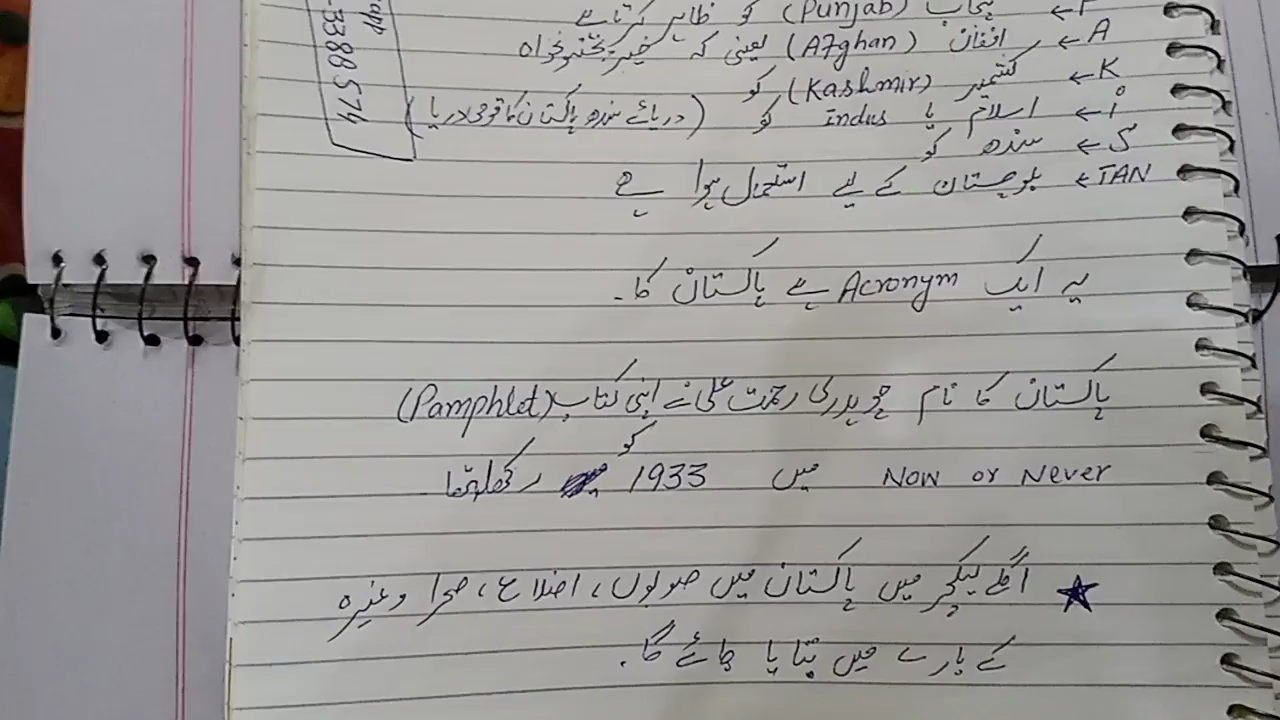 P → پنجاب (Punjab) کو ظاہر کرتا ہے
A → افغان (Afghan) یعنی کہ خیبر پختونخواہ
K → کشمیر (Kashmir) کو
i → اسلام یا indus کو (دریائے سندھ پاکستان کا قومی دریا)
S → سندھ کو
TAN → بلوچستان کے لیے استعمال ہوا ہے
یہ ایک Acronym ہے پاکستان کا۔
پاکستان کا نام چوہدری رحمت علی نے اپنی کتاب (Pamphlet)
Now or Never میں 1933 کو رکھا تھا
★ اگلے لیکچر میں پاکستان میں صوبوں، اضلاع، صحرا وغیرہ
کے بارے میں بتایا جائے گا۔
3388574